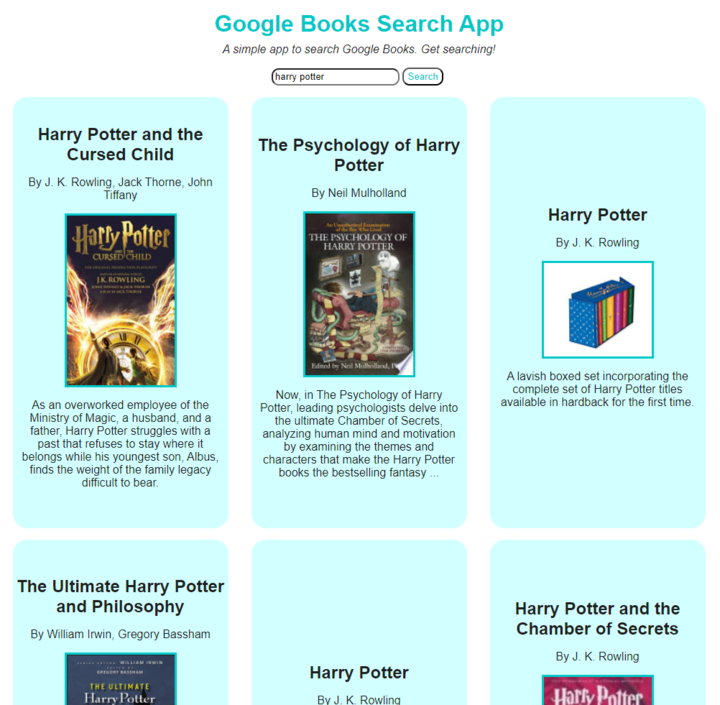 Google Books Search App
A simple app to search Google Books. Get searching!
harry potter
Search
Harry Potter and the
Cursed Child
By J. K. Rowling, Jack Thorne, John
Tiffany
Harry Potter
CURSED CHILD
J.K. ROWLING
As an overworked employee of the
Ministry of Magic, a husband, and a
father, Harry Potter struggles with a
past that refuses to stay where it
belongs while his youngest son, Albus,
finds the weight of the family legacy
difficult to bear.
The Psychology of Harry
Potter
By Neil Mulholland
An Unauthorized Examination
of the Boy Who Lived
THE PSYCHOLOGY OF
HARRY POTTER
Edited by Neil Mulholland,
Now, in The Psychology of Harry
Potter, leading psychologists delve into
the ultimate Chamber of Secrets,
analyzing human mind and motivation
by examining the themes and
characters that make the Harry Potter
books the bestselling fantasy ...
Harry Potter
By J. K. Rowling
A lavish boxed set incorporating the
complete set of Harry Potter titles
available in hardback for the first time.
The Ultimate Harry Potter
and Philosophy
By William Irwin, Gregory Bassham
WILLIAM IRWIN
GREGORY BASSHAM
THE ULTIMATE
Harry Potter
Harry Potter
By J. K. Rowling
Harry Potter and the
Chamber of Secrets
By J. K. Rowling
Harry Potter